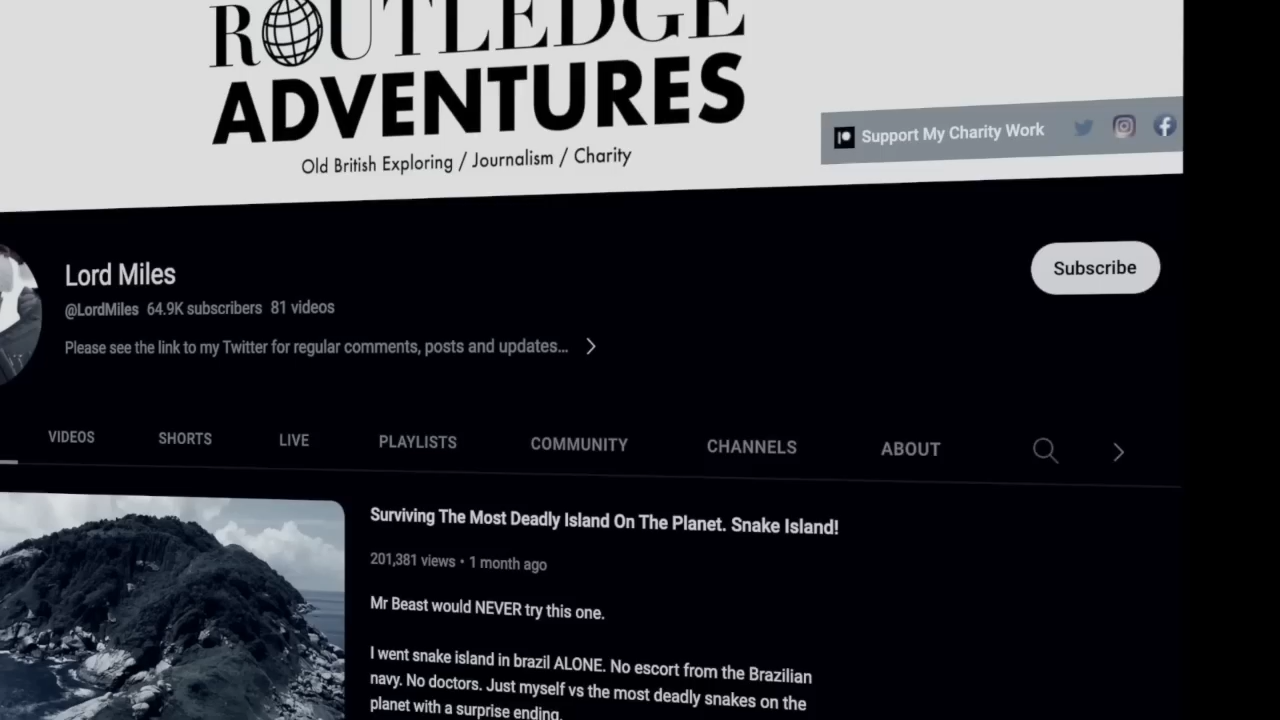 ROUTLEDGE
ADVENTURES
Old British Exploring / Journalism / Charity
Support My Charity Work
Lord Miles
Subscribe
@LordMiles 64.9K subscribers 81 videos
Please see the link to my Twitter for regular comments, posts and updates...
VIDEOS SHORTS LIVE PLAYLISTS COMMUNITY CHANNELS ABOUT
Surviving The Most Deadly Island On The Planet. Snake Island!
201,381 views • 1 month ago
Mr Beast would NEVER try this one.
I went snake island in brazil ALONE. No escort from the Brazilian
navy. No doctors. Just myself vs the most deadly snakes on the
planet with a surprise ending.